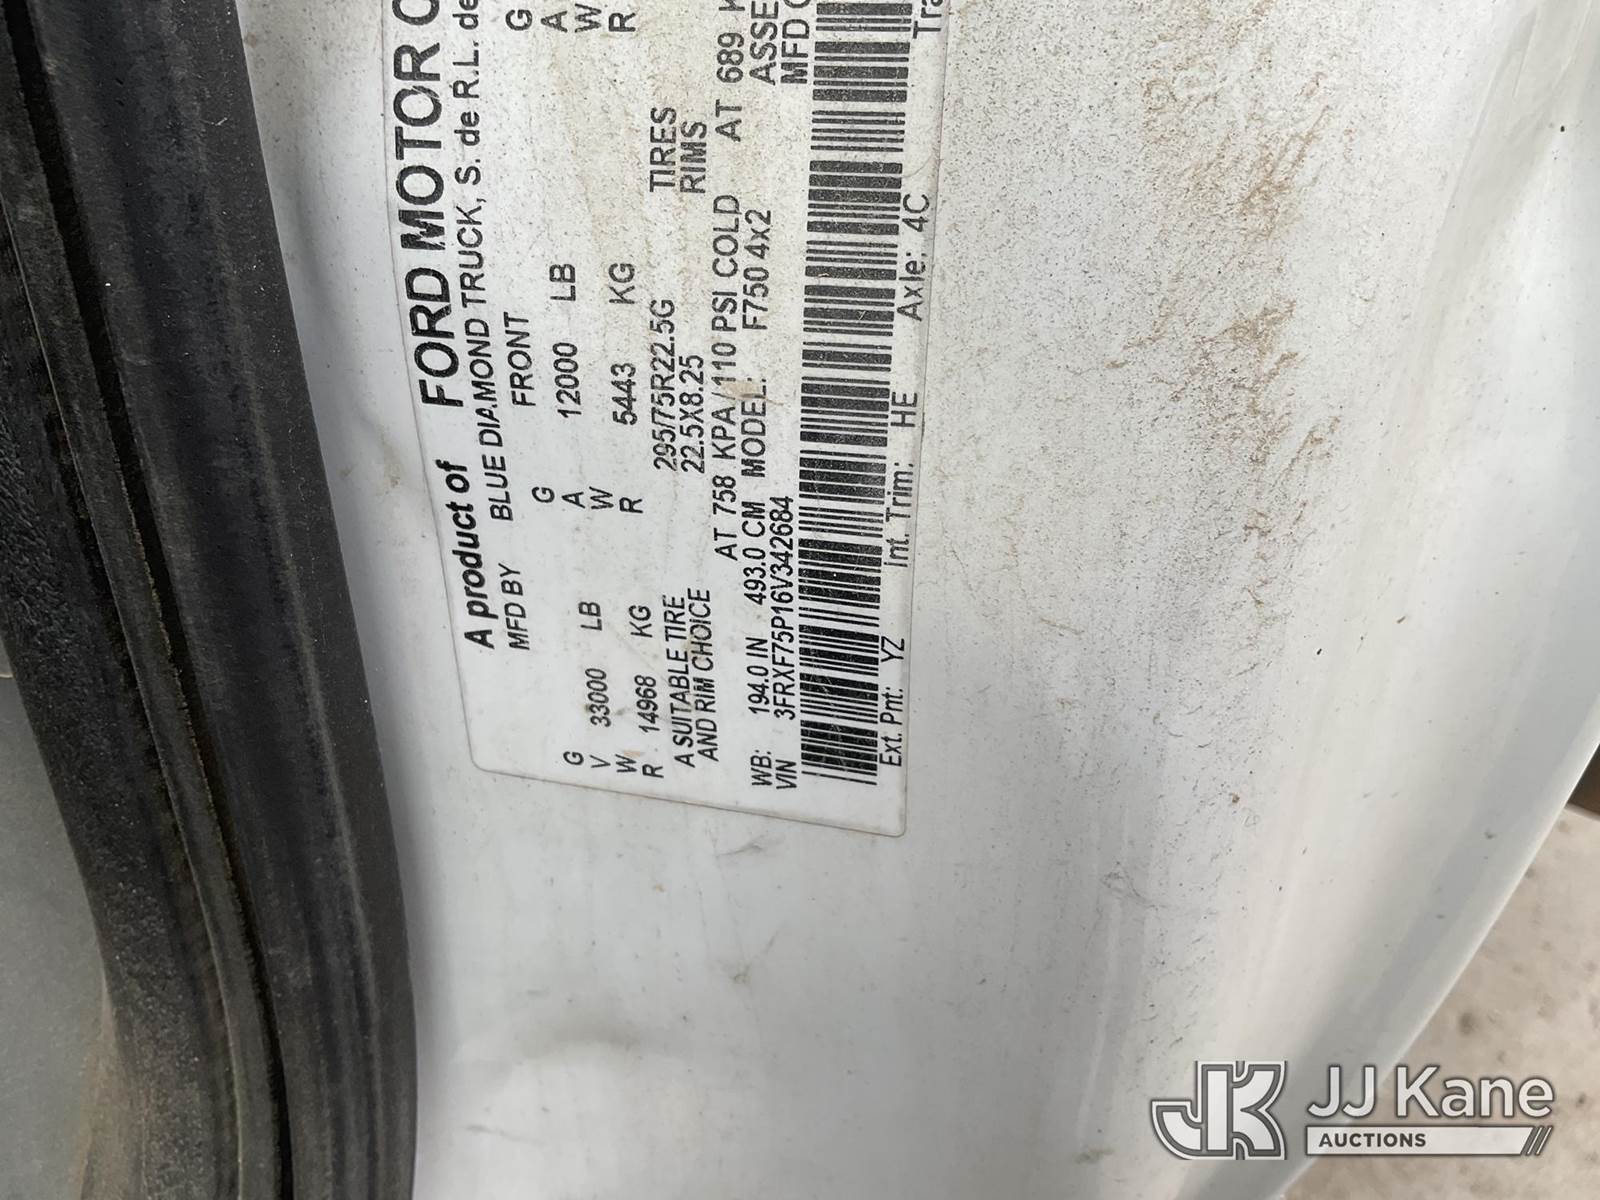 A product of FORD MOTOR
MFD BY BLUE DIAMOND TRUCK, S. de R.L. de
FRONT
G G G
V 33000 LB A 12000 LB A
W W W
R 14968 KG R 5443 KG R
A SUITABLE TIRE 295/75R22.5G TIRES
AND RIM CHOICE 22.5X8.25 RIMS
AT 758 KPA/110 PSI COLD AT 689
WB: 194.0 IN 493.0 CM MODEL: F750 4x2
VIN 3FRXF75P16V342684 MFD
Ext. Pnt: YZ Int. Trim: HE Axle: 4C
JJ Kane
AUCTIONS